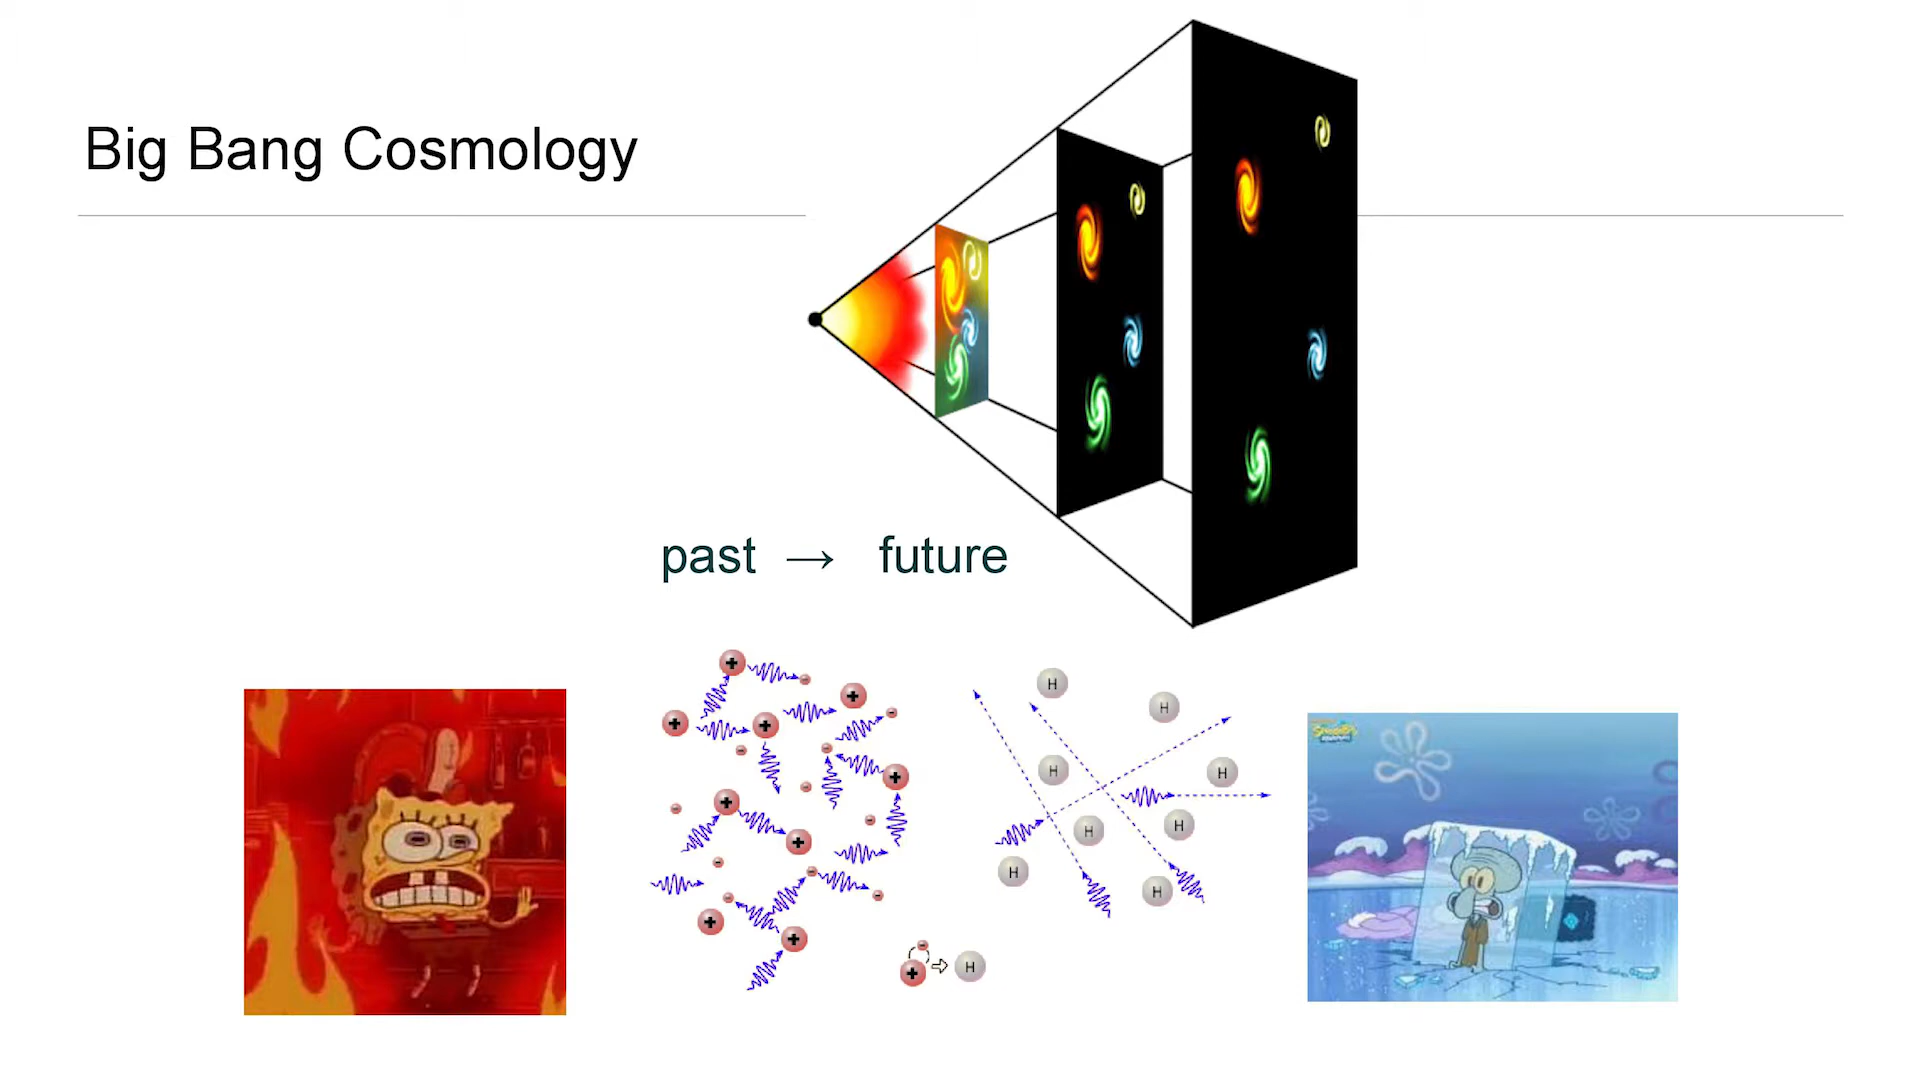 Big Bang Cosmology
past → future
+
+
+
+
+
+
+
+
+
-
-
-
-
-
-
-
-
-
-
-
H
H
H
H
H
H
H
H
+
-
⇨ H